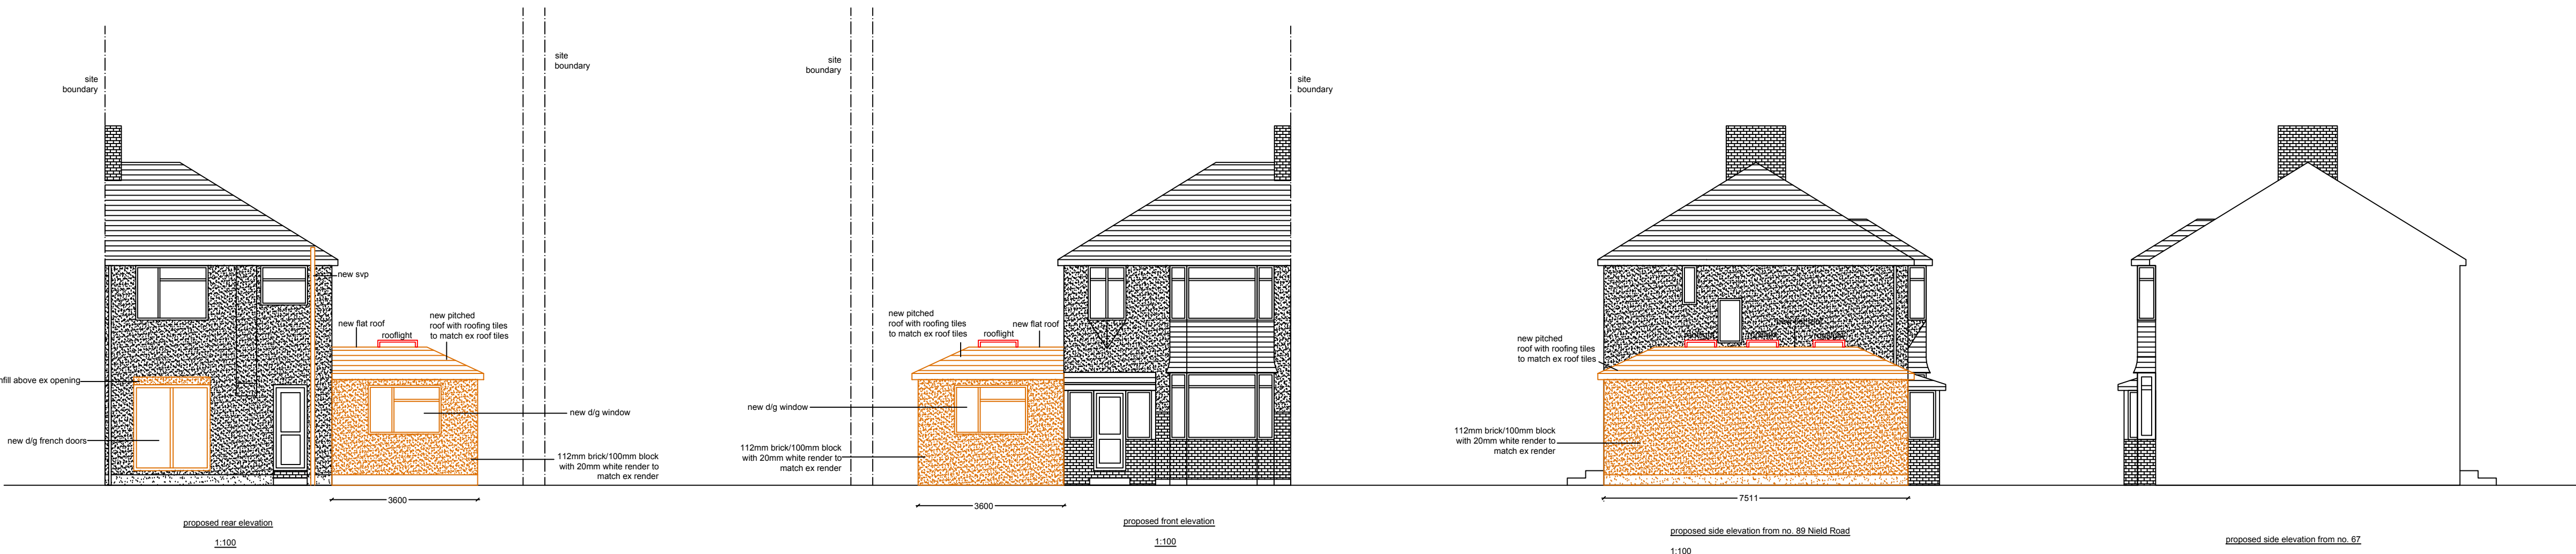 site
boundary
site
boundary
new svp
new flat roof
rooflight
new pitched
roof with roofing tiles
to match ex roof tiles
nfill above ex opening
new d/g french doors
new d/g window
112mm brick/100mm block
with 20mm white render to
match ex render
3600
proposed rear elevation
1:100
site
boundary
site
boundary
new pitched
roof with roofing tiles
to match ex roof tiles
rooflight
new flat roof
new d/g window
112mm brick/100mm block
with 20mm white render to
match ex render
3600
proposed front elevation
1:100
new pitched
roof with roofing tiles
to match ex roof tiles
112mm brick/100mm block
with 20mm white render to
match ex render
7511
proposed side elevation from no. 89 Nield Road
1:100
proposed side elevation from no. 67